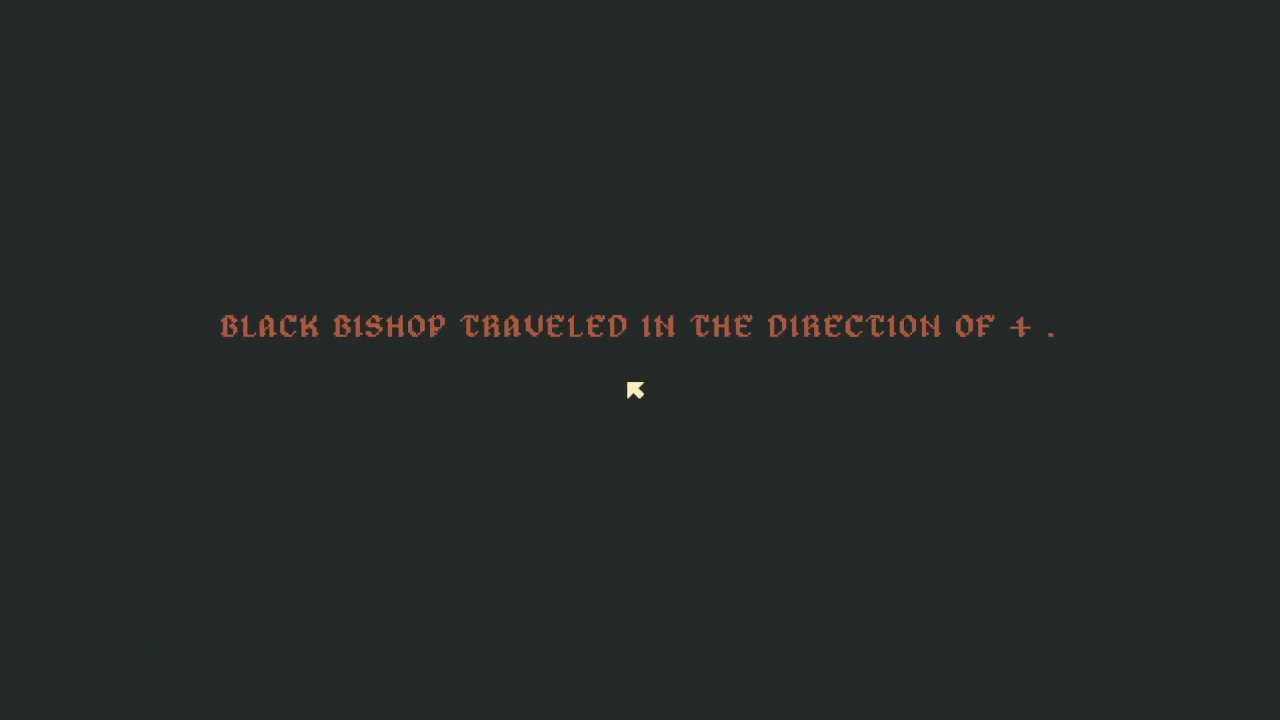 BLACK BISHOP TRAVELED IN THE DIRECTION OF + .